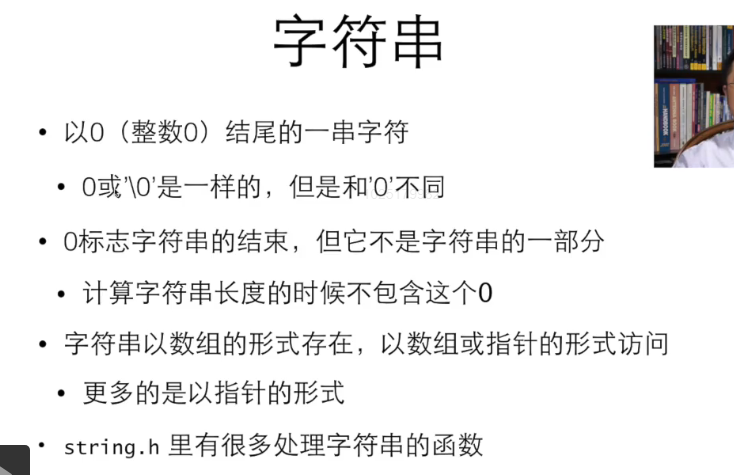 字符串
• 以0（整数0）结尾的一串字符
• 0或'\0'是一样的，但是和'0'不同
• 0标志字符串的结束，但它不是字符串的一部分
• 计算字符串长度的时候不包含这个0
• 字符串以数组的形式存在，以数组或指针的形式访问
• 更多的是以指针的形式
• string.h 里有很多处理字符串的函数